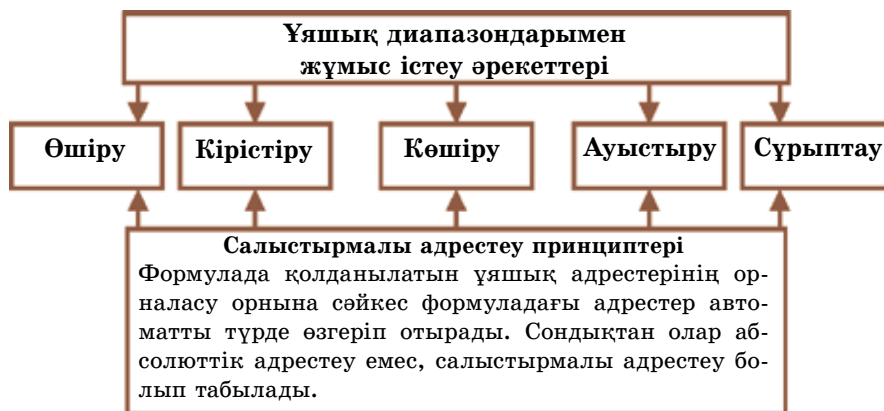 Ұяшық диапазондарымен
жұмыс істеу әрекеттері
Өшіру Кірістіру Көшіру Ауыстыру Сұрыптау
Салыстырмалы адрестеу принциптері
Формулада қолданылатын ұяшық адрестерінің ор-
наласу орнына сәйкес формуладағы адрестер авто-
матты түрде өзгеріп отырады. Сондықтан олар аб-
солюттік адрестеу емес, салыстырмалы адрестеу бо-
лып табылады.